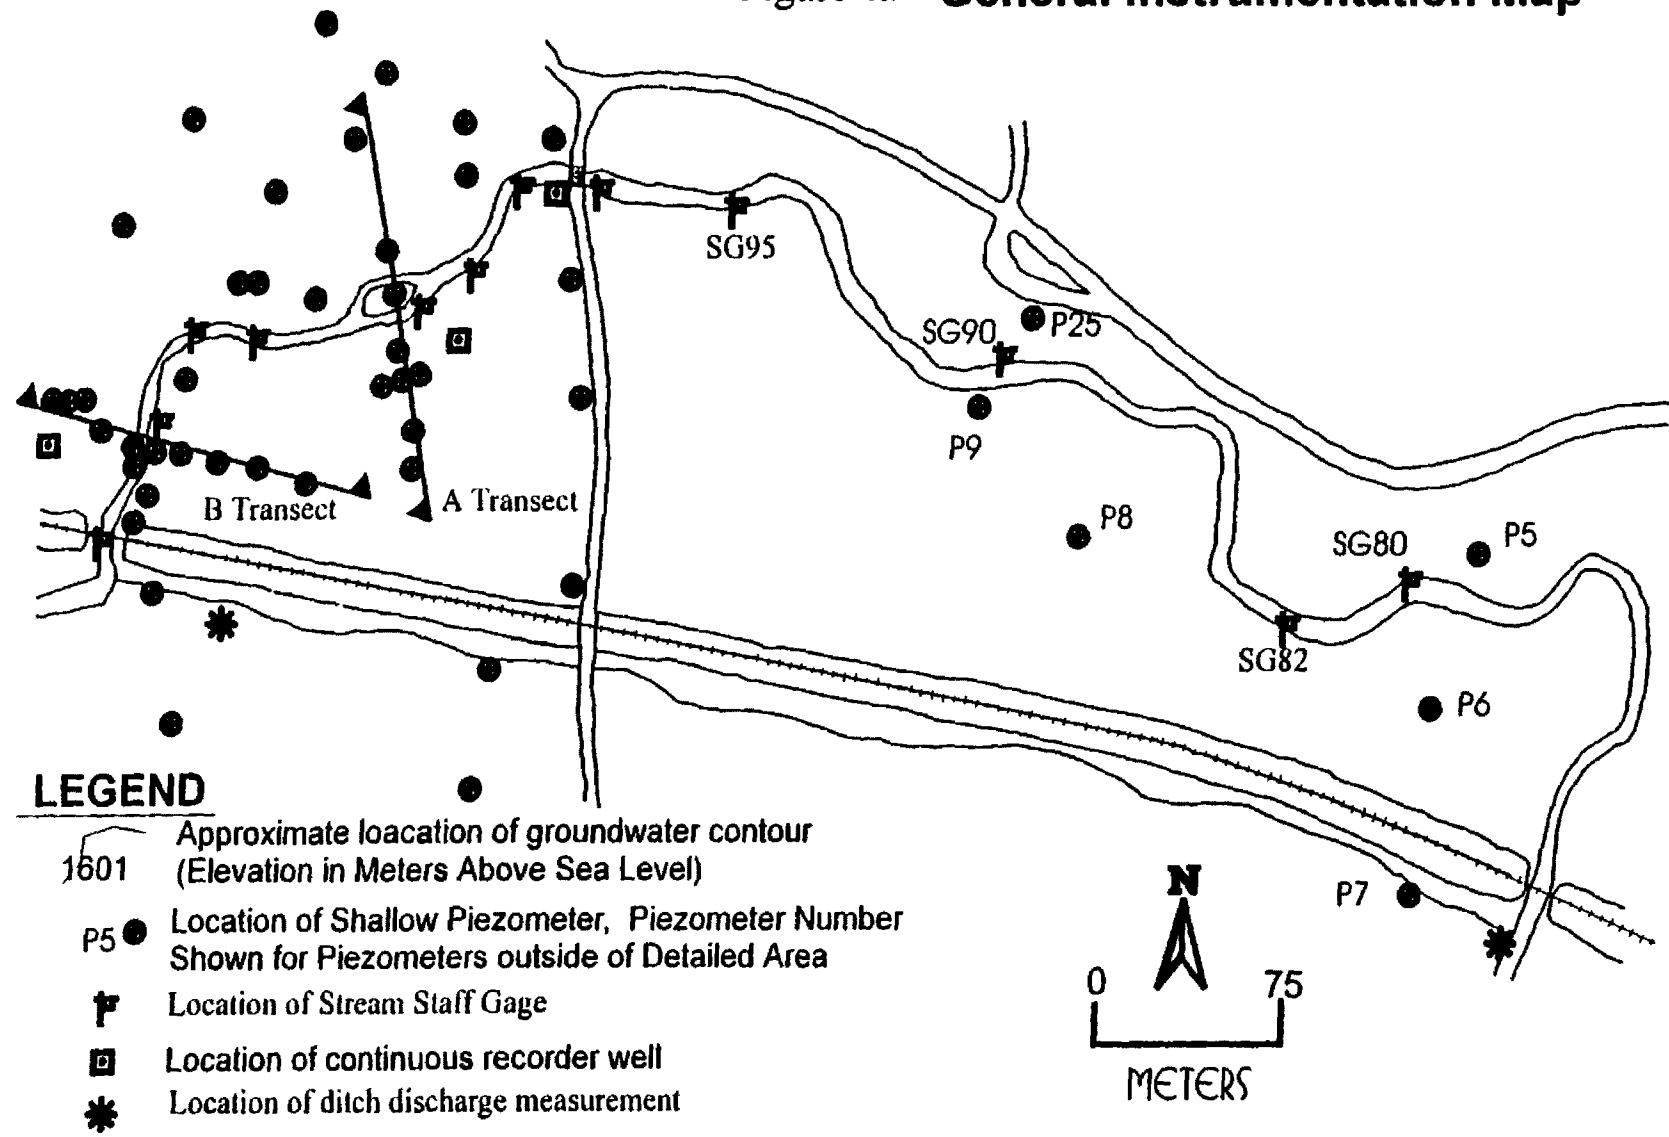 General Instrumentation Map
SG95
SG90
P25
P9
P8
SG80
P5
SG82
P6
P7
B Transect
A Transect
LEGEND
1601
Approximate loacation of groundwater contour
(Elevation in Meters Above Sea Level)
P5
Location of Shallow Piezometer, Piezometer Number
Shown for Piezometers outside of Detailed Area
Location of Stream Staff Gage
Location of continuous recorder well
Location of ditch discharge measurement
N
0 75
METERS